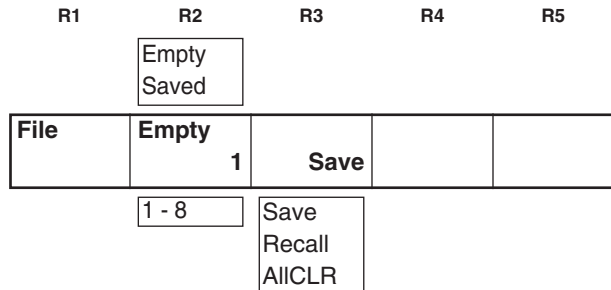 R1 R2 R3 R4 R5
Empty
Saved
File Empty
1 Save
1 - 8 Save
Recall
AllCLR